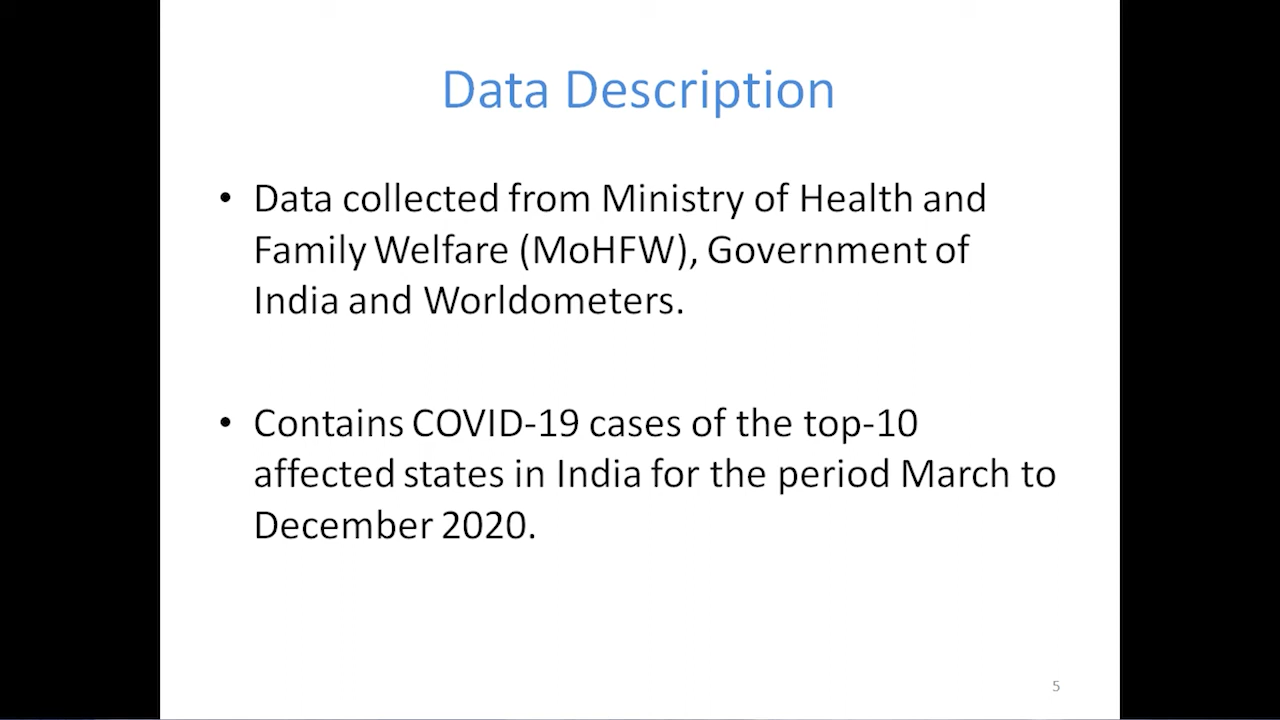 Data Description
• Data collected from Ministry of Health and
Family Welfare (MoHFW), Government of
India and Worldometers.
• Contains COVID-19 cases of the top-10
affected states in India for the period March to
December 2020.
5